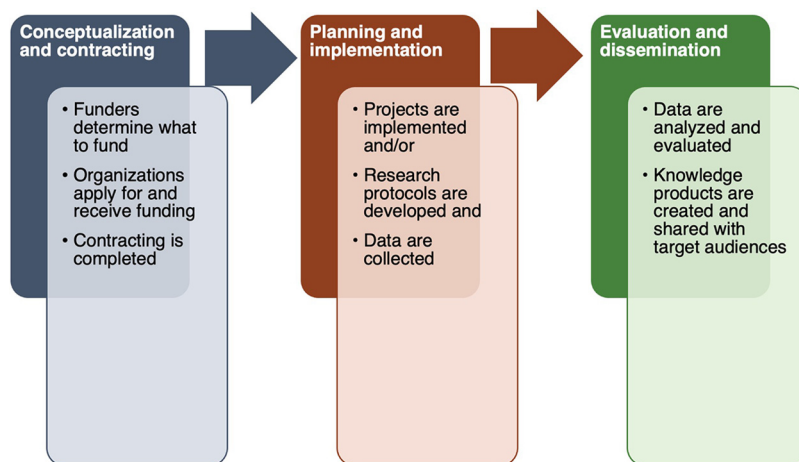 Conceptualization
and contracting
• Funders
determine what
to fund
• Organizations
apply for and
receive funding
• Contracting is
completed
Planning and
implementation
• Projects are
implemented
and/or
• Research
protocols are
developed and
• Data are
collected
Evaluation and
dissemination
• Data are
analyzed and
evaluated
• Knowledge
products are
created and
shared with
target audiences